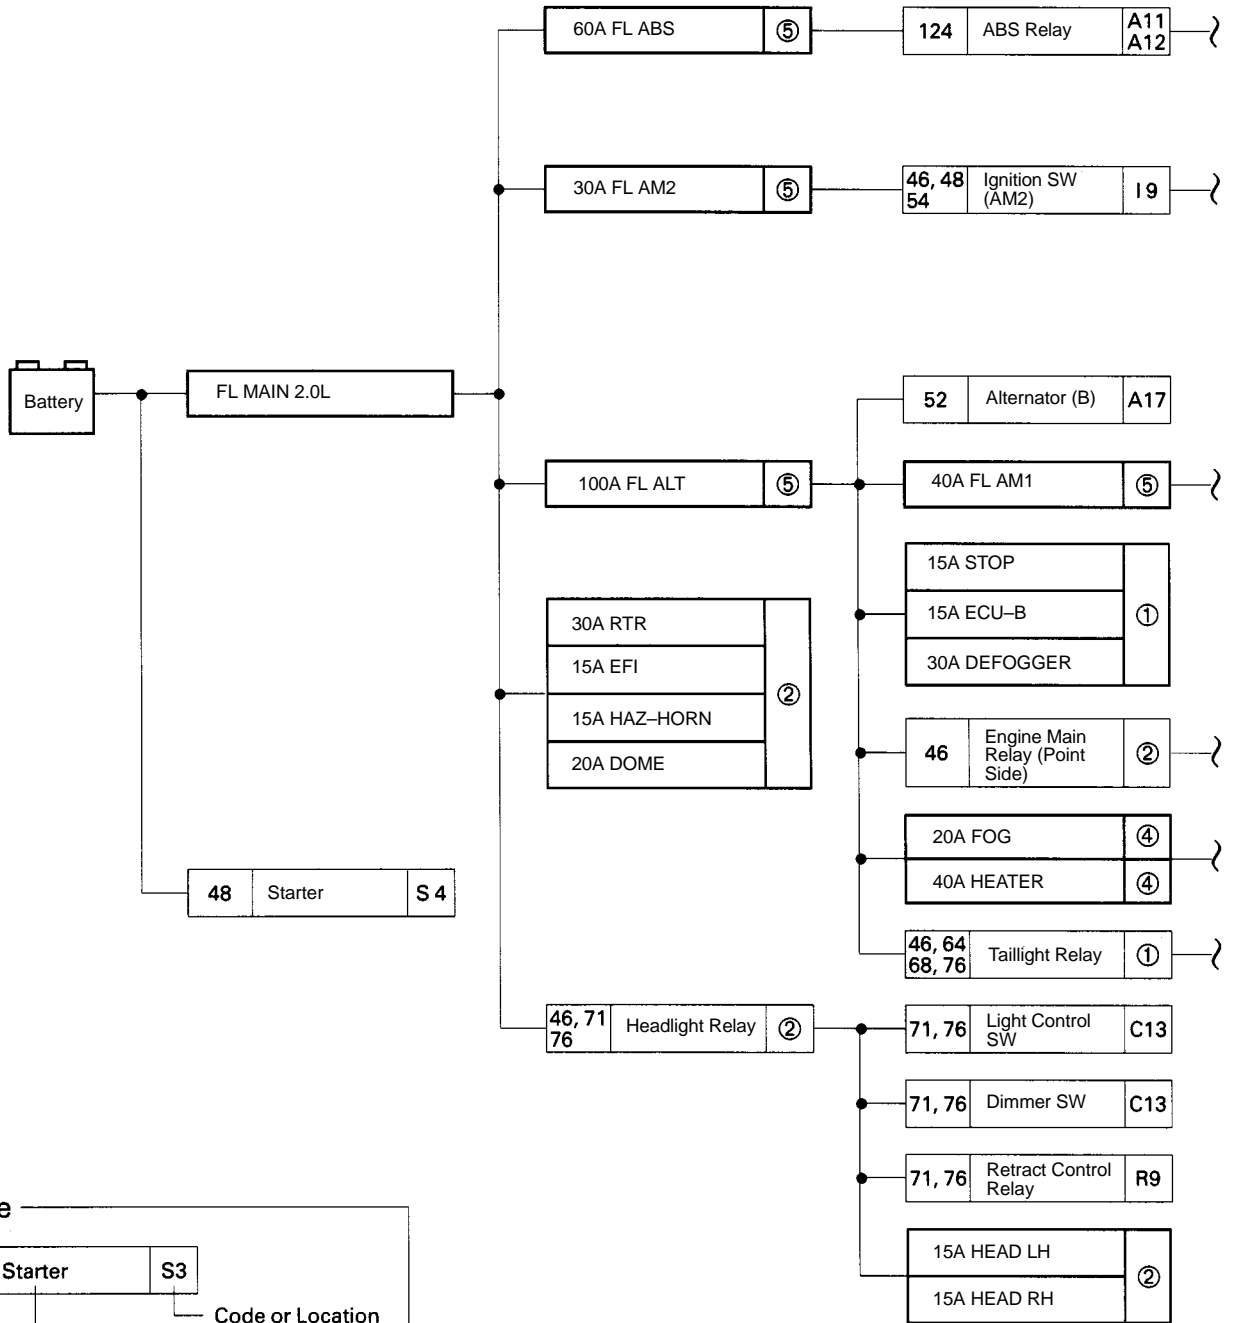 60A FL ABS ⑤
124 ABS Relay A11
A12
30A FL AM2 ⑤
46, 48
54
Ignition SW
(AM2)
I 9
Battery
FL MAIN 2.0L
52 Alternator (B) A17
100A FL ALT ⑤
40A FL AM1 ⑤
15A STOP
15A ECU–B
30A DEFOGGER
①
30A RTR
15A EFI
15A HAZ–HORN
20A DOME
②
46
Engine Main
Relay (Point
Side)
②
20A FOG ④
40A HEATER ④
48 Starter S 4
46, 64
68, 76
Taillight Relay ①
46, 71
76
Headlight Relay ②
71, 76
Light Control
SW
C13
71, 76 Dimmer SW C13
71, 76
Retract Control
Relay
R9
15A HEAD LH
15A HEAD RH
②
Starter S3
Code or Location